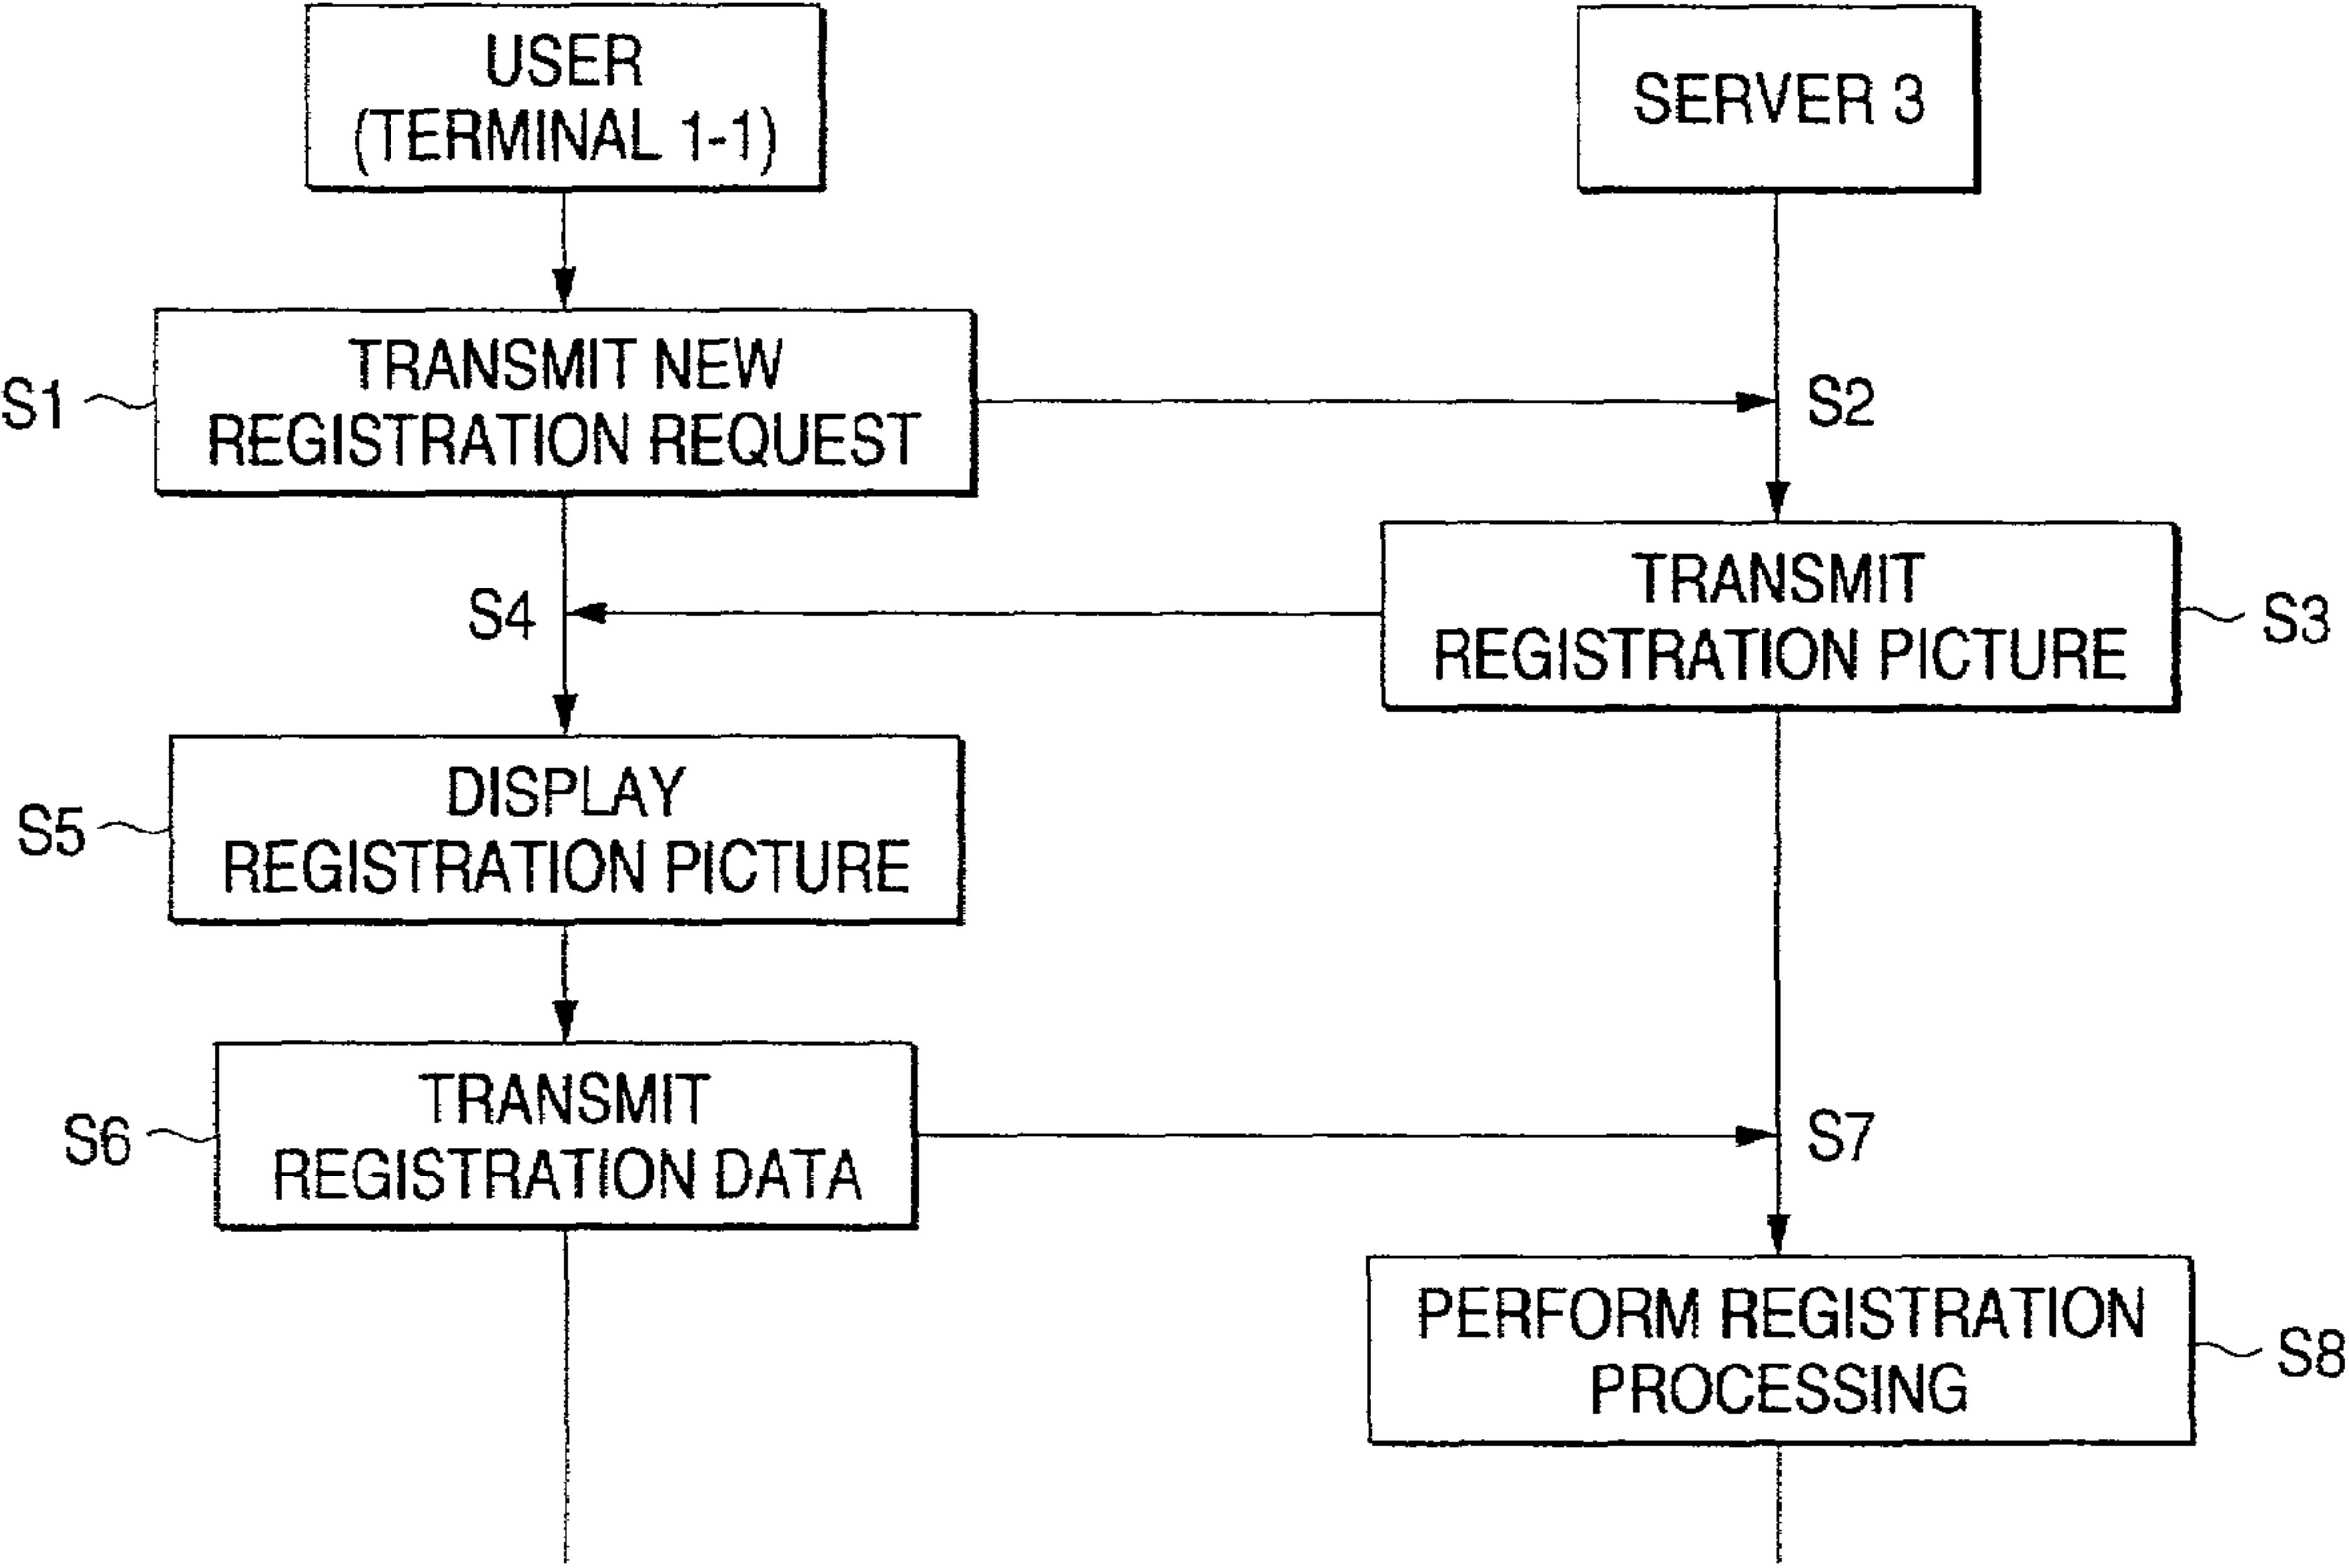 USER
(TERMINAL 1-1)
SERVER 3
S1
TRANSMIT NEW
REGISTRATION REQUEST
S2
TRANSMIT
REGISTRATION PICTURE
S3
S4
DISPLAY
REGISTRATION PICTURE
S5
TRANSMIT
REGISTRATION DATA
S6
S7
PERFORM REGISTRATION
PROCESSING
S8